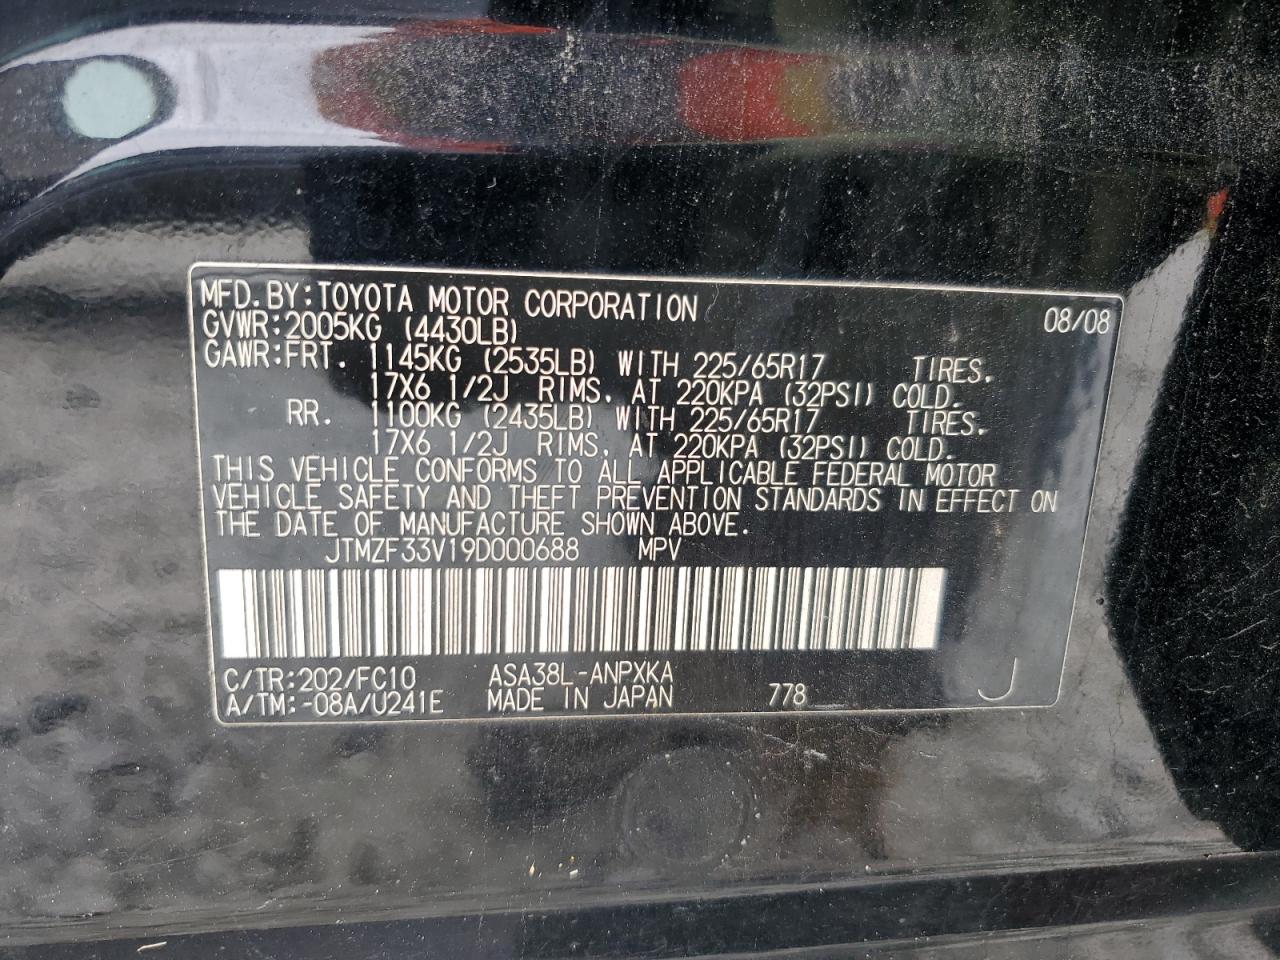 MFD.BY:TOYOTA MOTOR CORPORATION 08/08
GVWR:2005KG (4430LB)
GAWR:FRT. 1145KG (2535LB) WITH 225/65R17 TIRES.
17X6 1/2J RIMS, AT 220KPA (32PSI) COLD.
RR. 1100KG (2435LB) WITH 225/65R17 TIRES,
17X6 1/2J RIMS, AT 220KPA (32PSI) COLD.
THIS VEHICLE CONFORMS TO ALL APPLICABLE FEDERAL MOTOR
VEHICLE SAFETY AND THEFT PREVENTION STANDARDS IN EFFECT ON
THE DATE OF MANUFACTURE SHOWN ABOVE.
JTMZF33V19D000688 MPV
C/TR:202/FC10 ASA38L-ANPXKA
A/TM:-08A/U241E MADE IN JAPAN 778 J